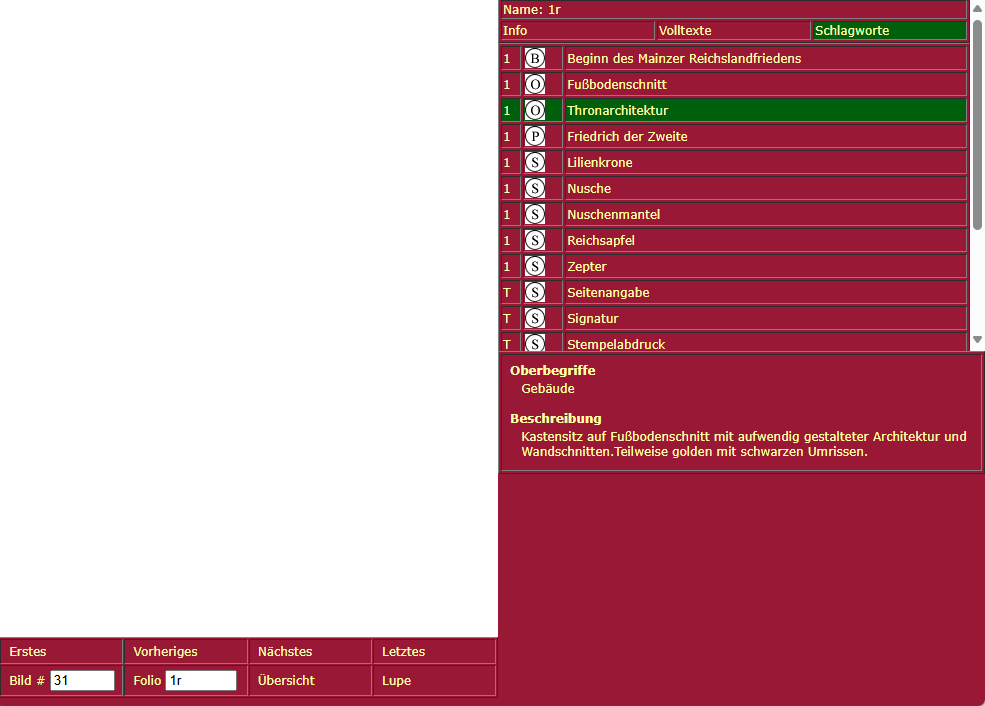 Name: 1r
Info Volltexte Schlagworte
1 B Beginn des Mainzer Reichslandfriedens
1 O Fußbodenschnitt
1 O Thronarchitektur
1 P Friedrich der Zweite
1 S Lilienkrone
1 S Nusche
1 S Nuschenmantel
1 S Reichsapfel
1 S Zepter
T S Seitenangabe
T S Signatur
T S Stempelabdruck
Oberbegriffe
Gebäude
Beschreibung
Kastensitz auf Fußbodenschnitt mit aufwendig gestalteter Architektur und
Wandschnitten.Teilweise golden mit schwarzen Umrissen.
Erstes Vorheriges Nächstes Letztes
Bild # 31 Folio 1r Übersicht Lupe